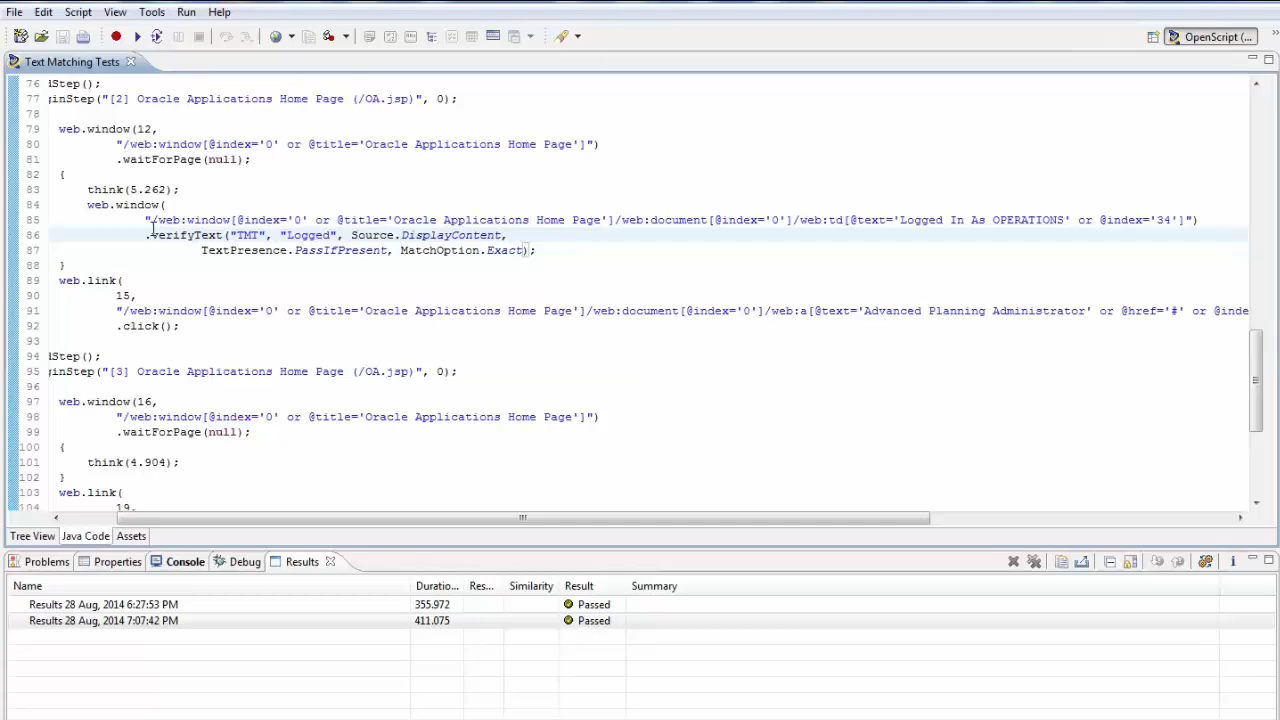 File Edit Script View Tools Run Help
OpenScript (...
Text Matching Tests
76 dStep();
77 ginStep("[2] Oracle Applications Home Page (/OA.jsp)", 0);
78
79 web.window(12,
80 "/web:window[@index='0' or @title='Oracle Applications Home Page']")
81 .waitForPage(null);
82 {
83 think(5.262);
84 web.window(
85 "/web:window[@index='0' or @title='Oracle Applications Home Page']/web:document[@index='0']/web:td[@text='Logged In As OPERATIONS' or @index='34']")
86 .verifyText("TMT", "Logged", Source.DisplayContent,
87 TextPresence.PassIfPresent, MatchOption.Exact);
88 }
89 web.link(
90 15,
91 "/web:window[@index='0' or @title='Oracle Applications Home Page']/web:document[@index='0']/web:a[@text='Advanced Planning Administrator' or @href='#' or @inde
92 .click();
93
94 dStep();
95 ginStep("[3] Oracle Applications Home Page (/OA.jsp)", 0);
96
97 web.window(16,
98 "/web:window[@index='0' or @title='Oracle Applications Home Page']")
99 .waitForPage(null);
100 {
101 think(4.904);
102 }
103 web.link(
104 19,
Tree View Java Code Assets
Problems Properties Console Debug Results
Name Duratio... Res... Similarity Result Summary
Results 28 Aug, 2014 6:27:53 PM 355.972 Passed
Results 28 Aug, 2014 7:07:42 PM 411.075 Passed